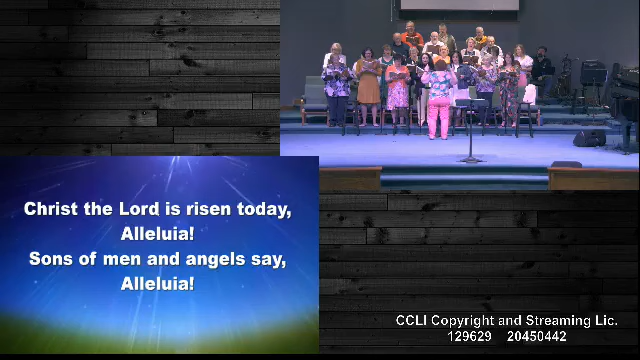 Christ the Lord is risen today,
Alleluia!
Sons of men and angels say,
Alleluia!
CCLI Copyright and Streaming Lic.
129629 20450442